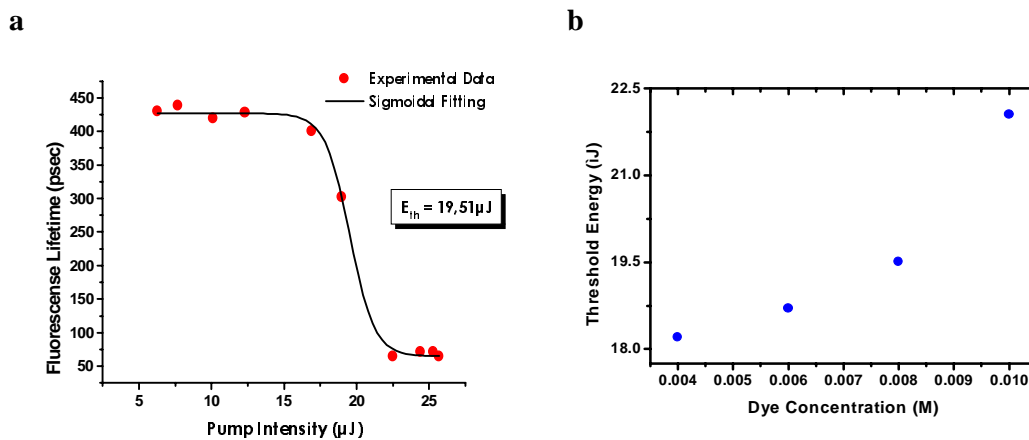 a
b
Experimental Data
Sigmoidal Fitting
E_th = 19,51µJ
450
400
350
300
250
200
150
100
50
Fluorescense Lifetime (psec)
5 10 15 20 25
Pump Intensity (µJ)
22.5
21.0
19.5
18.0
Threshold Energy (iJ)
0.004 0.005 0.006 0.007 0.008 0.009 0.010
Dye Concentration (M)